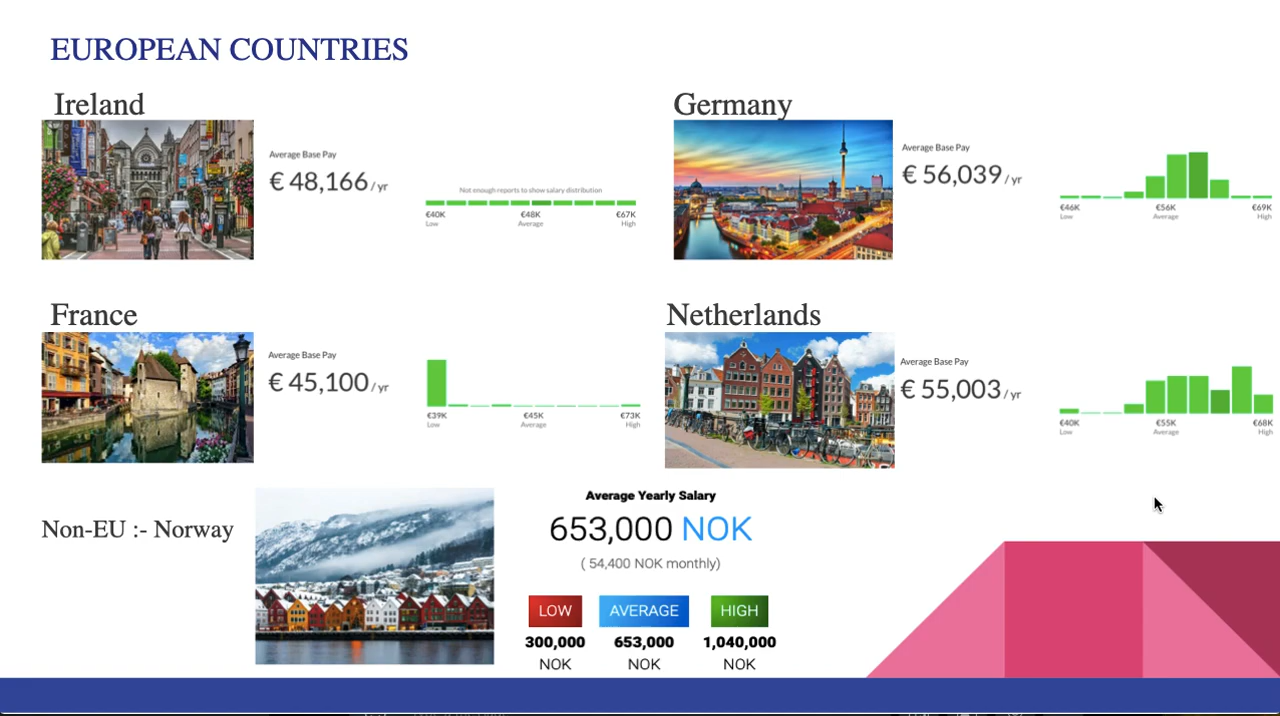 EUROPEAN COUNTRIES
Ireland
Average Base Pay
€ 48,166 / yr
Not enough reports to show salary distribution
€40K €48K €67K
Low Average High
Germany
Average Base Pay
€ 56,039 / yr
€46K €56K €69K
Low Average High
France
Average Base Pay
€ 45,100 / yr
€39K €45K €73K
Low Average High
Netherlands
Average Base Pay
€ 55,003 / yr
€40K €55K €68K
Low Average High
Non-EU :- Norway
Average Yearly Salary
653,000 NOK
( 54,400 NOK monthly)
LOW AVERAGE HIGH
300,000 653,000 1,040,000
NOK NOK NOK